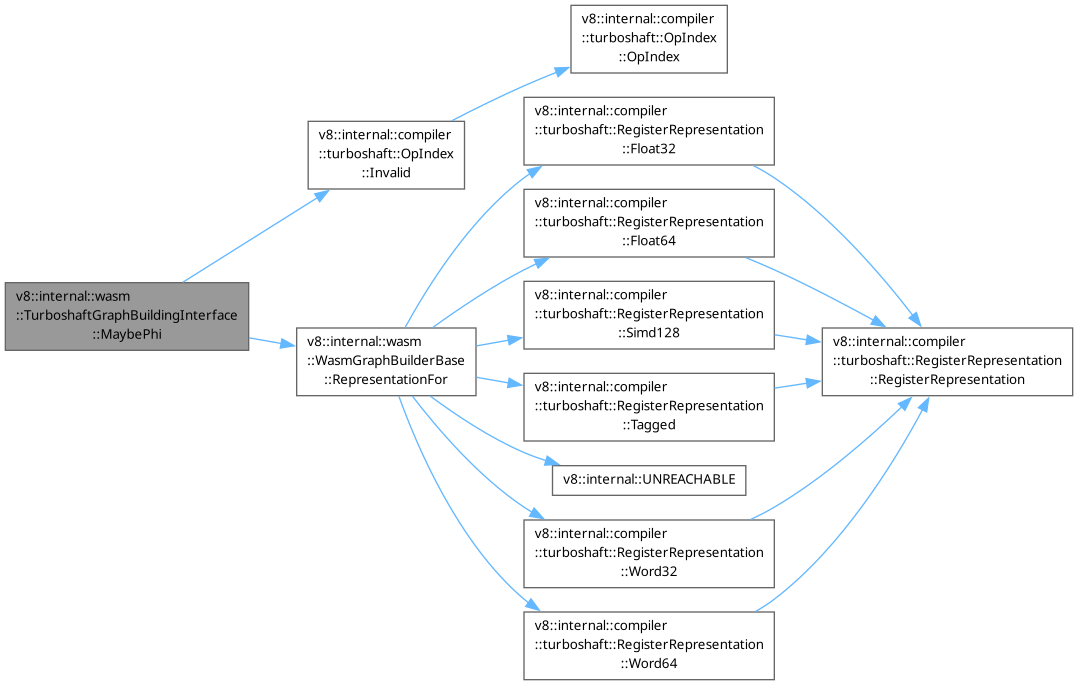 v8::internal::wasm
::TurboshaftGraphBuildingInterface
::MaybePhi
v8::internal::compiler
::turboshaft::OpIndex
::Invalid
v8::internal::compiler
::turboshaft::OpIndex
::OpIndex
v8::internal::wasm
::WasmGraphBuilderBase
::RepresentationFor
v8::internal::compiler
::turboshaft::RegisterRepresentation
::Float32
v8::internal::compiler
::turboshaft::RegisterRepresentation
::Float64
v8::internal::compiler
::turboshaft::RegisterRepresentation
::Simd128
v8::internal::compiler
::turboshaft::RegisterRepresentation
::Tagged
v8::internal::UNREACHABLE
v8::internal::compiler
::turboshaft::RegisterRepresentation
::Word32
v8::internal::compiler
::turboshaft::RegisterRepresentation
::Word64
v8::internal::compiler
::turboshaft::RegisterRepresentation
::RegisterRepresentation